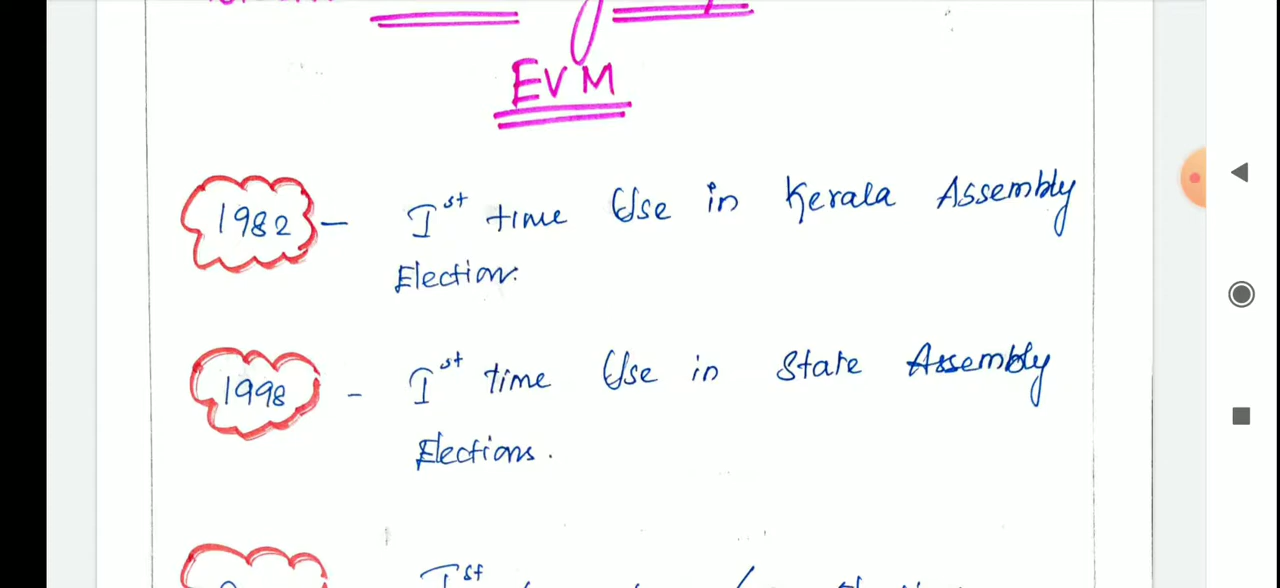 EVM
1982 - Ist time Use in Kerala Assembly
Election.
1998 - Ist time Use in State Assembly
Elections.
Ist